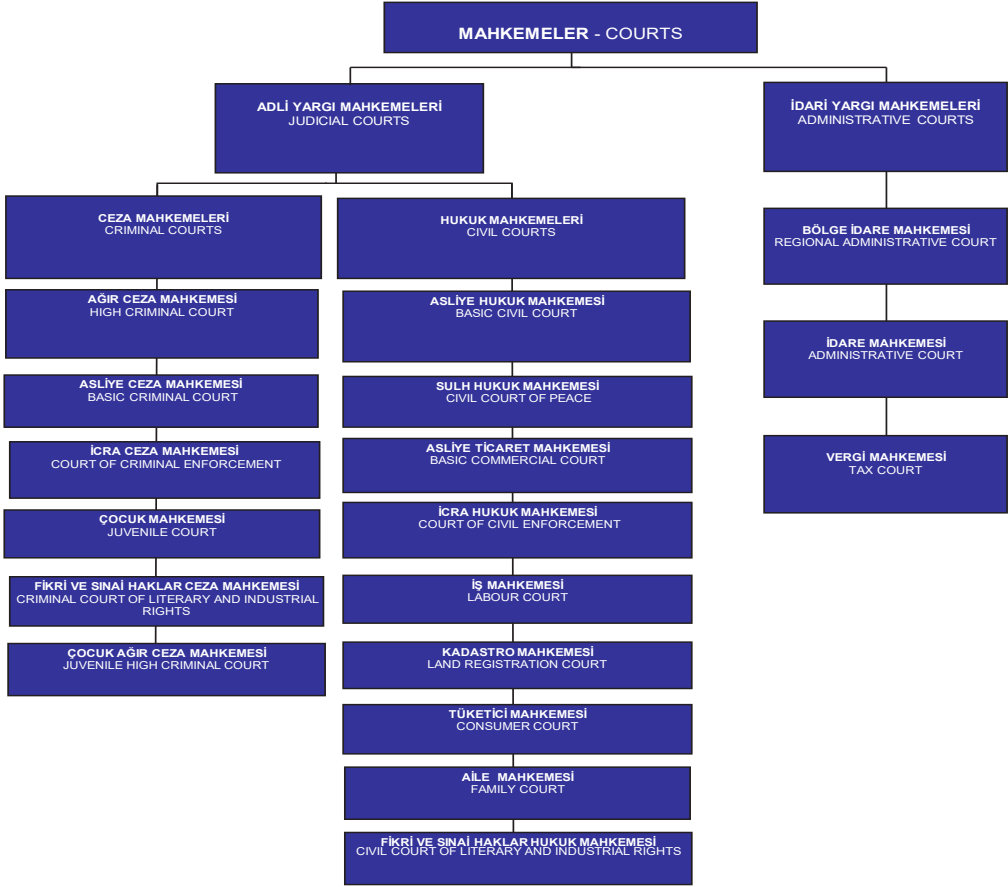 MAHKEMELER - COURTS
ADLİ YARGI MAHKEMELERİ
JUDICIAL COURTS
İDARİ YARGI MAHKEMELERİ
ADMINISTRATIVE COURTS
CEZA MAHKEMELERİ
CRIMINAL COURTS
AĞIR CEZA MAHKEMESİ
HIGH CRIMINAL COURT
ASLİYE CEZA MAHKEMESİ
BASIC CRIMINAL COURT
İCRA CEZA MAHKEMESİ
COURT OF CRIMINAL ENFORCEMENT
ÇOCUK MAHKEMESİ
JUVENILE COURT
FİKRİ VE SINAİ HAKLAR CEZA MAHKEMESİ
CRIMINAL COURT OF LITERARY AND INDUSTRIAL
RIGHTS
ÇOCUK AĞIR CEZA MAHKEMESİ
JUVENILE HIGH CRIMINAL COURT
HUKUK MAHKEMELERİ
CIVIL COURTS
ASLİYE HUKUK MAHKEMESİ
BASIC CIVIL COURT
SULH HUKUK MAHKEMESİ
CIVIL COURT OF PEACE
ASLİYE TİCARET MAHKEMESİ
BASIC COMMERCIAL COURT
İCRA HUKUK MAHKEMESİ
COURT OF CIVIL ENFORCEMENT
İŞ MAHKEMESİ
LABOUR COURT
KADASTRO MAHKEMESİ
LAND REGISTRATION COURT
TÜKETİCİ MAHKEMESİ
CONSUMER COURT
AİLE MAHKEMESİ
FAMILY COURT
FİKRİ VE SINAİ HAKLAR HUKUK MAHKEMESİ
CIVIL COURT OF LITERARY AND INDUSTRIAL RIGHTS
BÖLGE İDARE MAHKEMESİ
REGIONAL ADMINISTRATIVE COURT
İDARE MAHKEMESİ
ADMINISTRATIVE COURT
VERGİ MAHKEMESİ
TAX COURT